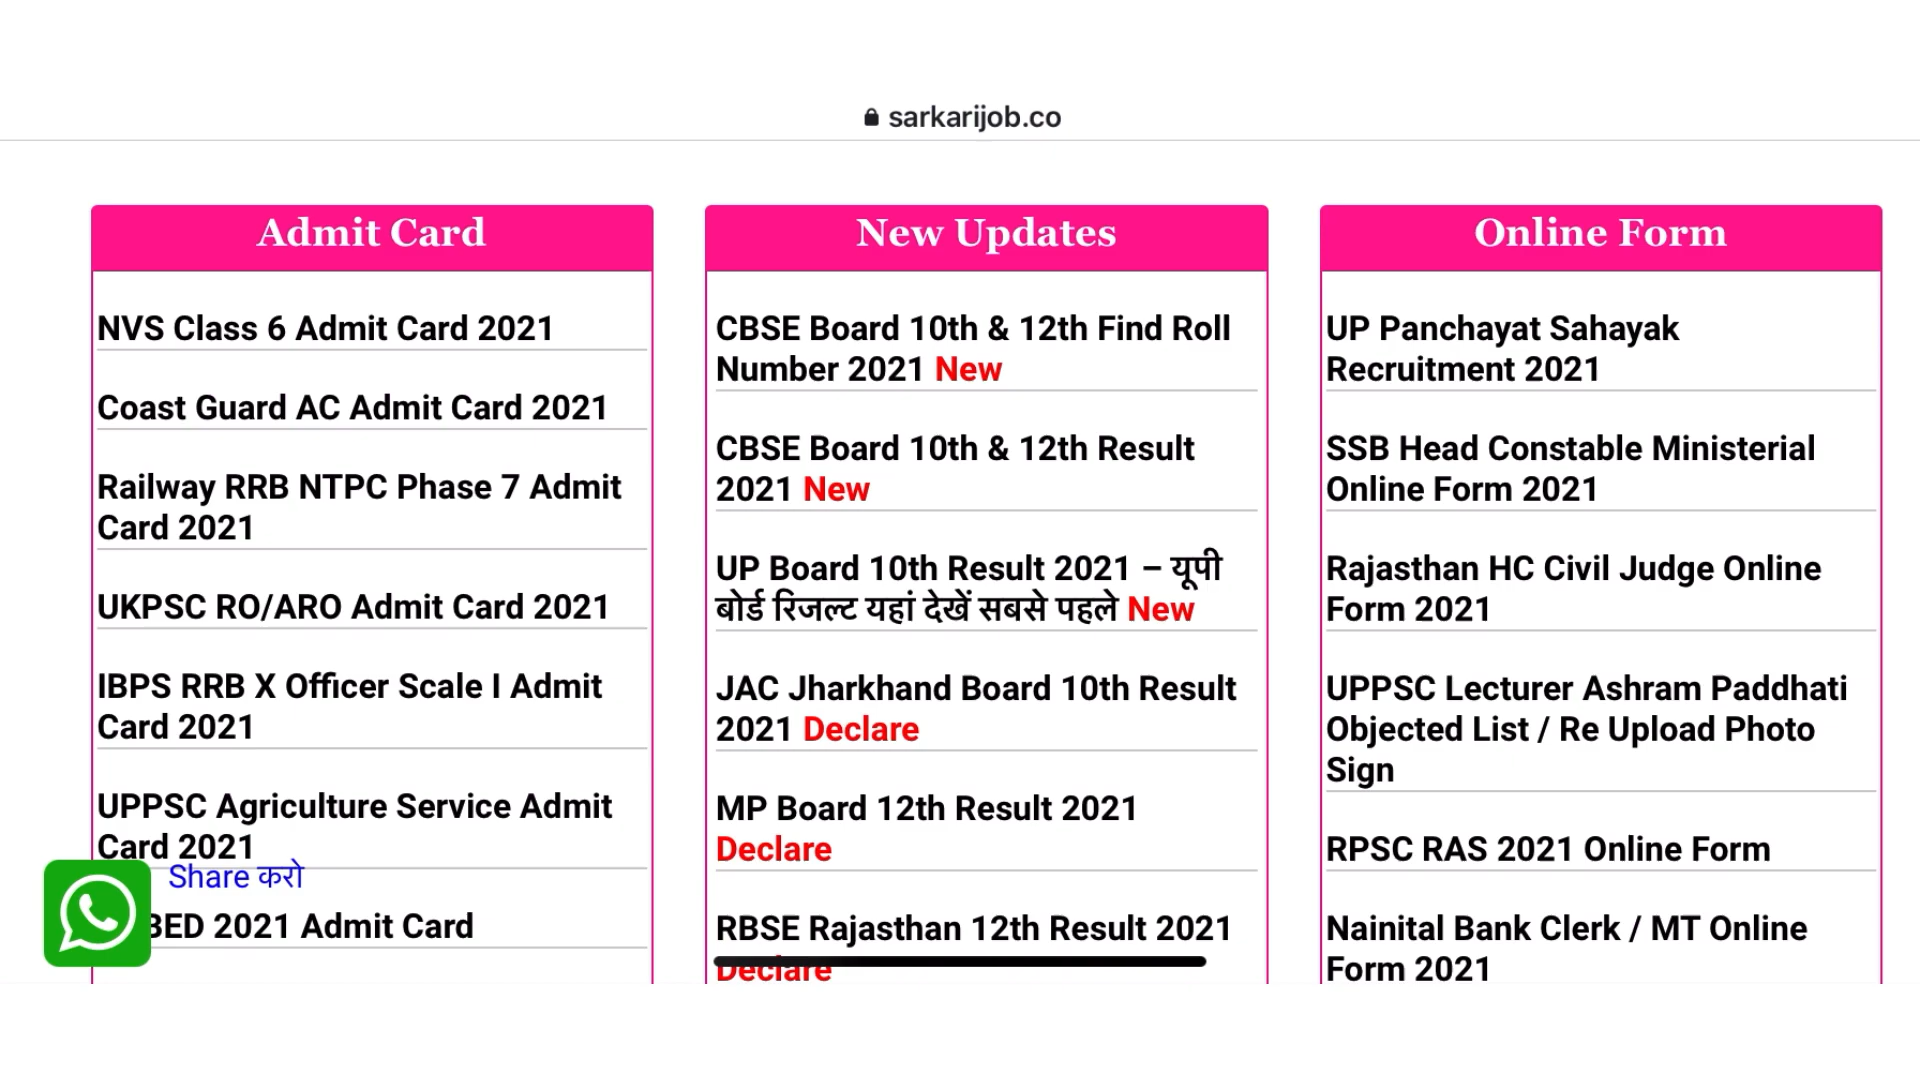 sarkarijob.co
Admit Card
NVS Class 6 Admit Card 2021
Coast Guard AC Admit Card 2021
Railway RRB NTPC Phase 7 Admit
Card 2021
UKPSC RO/ARO Admit Card 2021
IBPS RRB X Officer Scale I Admit
Card 2021
UPPSC Agriculture Service Admit
Card 2021
Share करो
BED 2021 Admit Card
New Updates
CBSE Board 10th & 12th Find Roll
Number 2021 New
CBSE Board 10th & 12th Result
2021 New
UP Board 10th Result 2021 – यूपी
बोर्ड रिजल्ट यहां देखें सबसे पहले New
JAC Jharkhand Board 10th Result
2021 Declare
MP Board 12th Result 2021
Declare
RBSE Rajasthan 12th Result 2021
Declare
Online Form
UP Panchayat Sahayak
Recruitment 2021
SSB Head Constable Ministerial
Online Form 2021
Rajasthan HC Civil Judge Online
Form 2021
UPPSC Lecturer Ashram Paddhati
Objected List / Re Upload Photo
Sign
RPSC RAS 2021 Online Form
Nainital Bank Clerk / MT Online
Form 2021